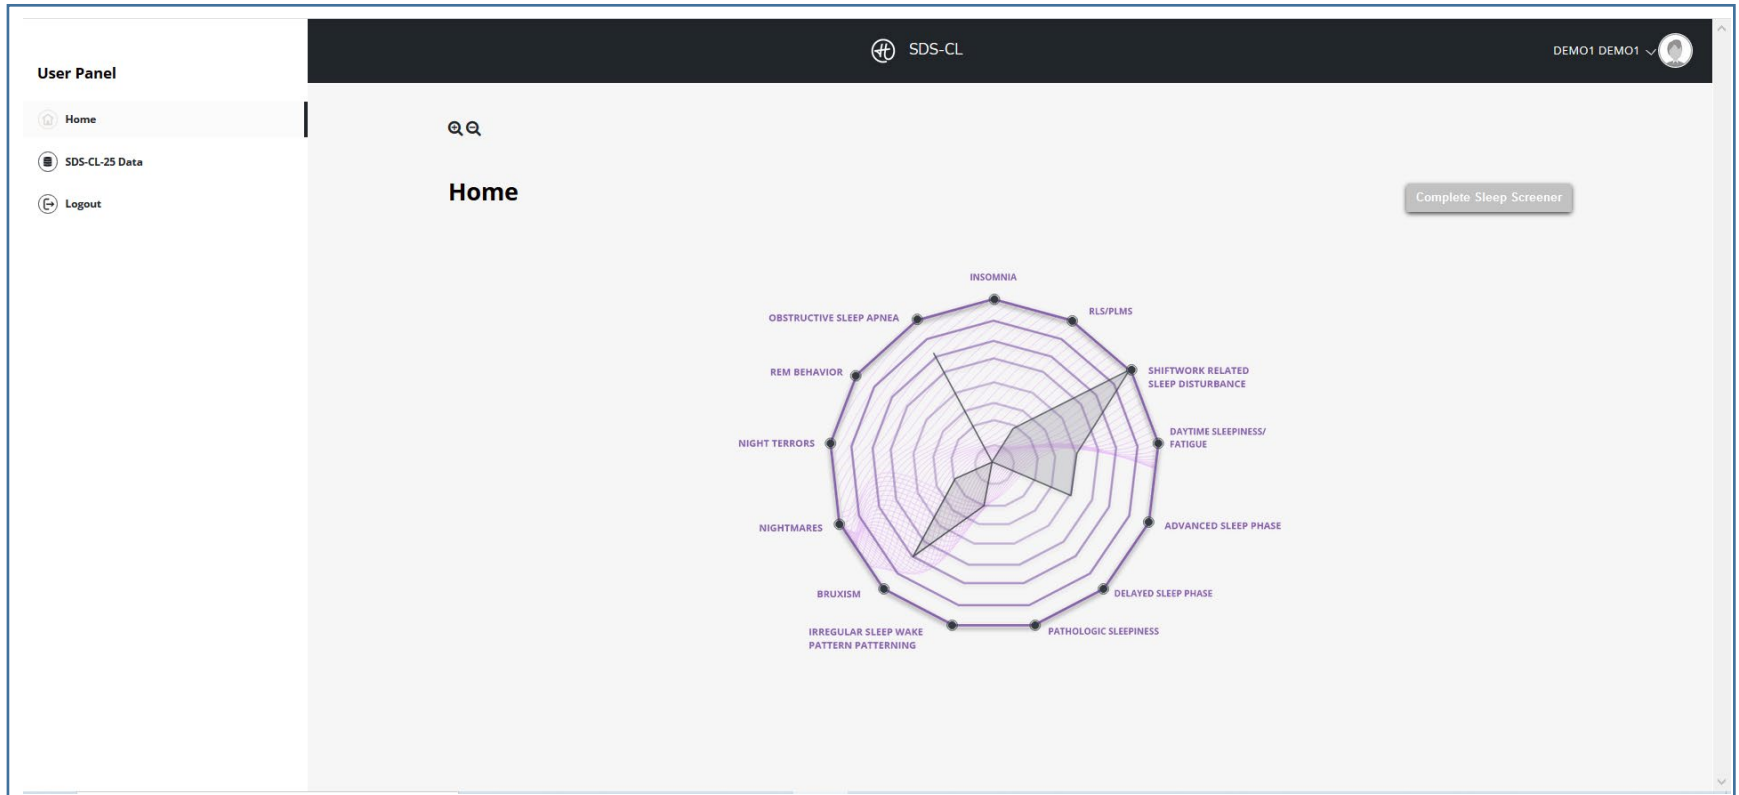 SDS-CL
DEMO1 DEMO1
User Panel
Home
SDS-CL-25 Data
Logout
Home
Complete Sleep Screener
INSOMNIA
RLS/PLMS
SHIFTWORK RELATED
SLEEP DISTURBANCE
DAYTIME SLEEPINESS/
FATIGUE
ADVANCED SLEEP PHASE
DELAYED SLEEP PHASE
PATHOLOGIC SLEEPINESS
IRREGULAR SLEEP WAKE
PATTERN PATTERNING
BRUXISM
NIGHTMARES
NIGHT TERRORS
REM BEHAVIOR
OBSTRUCTIVE SLEEP APNEA